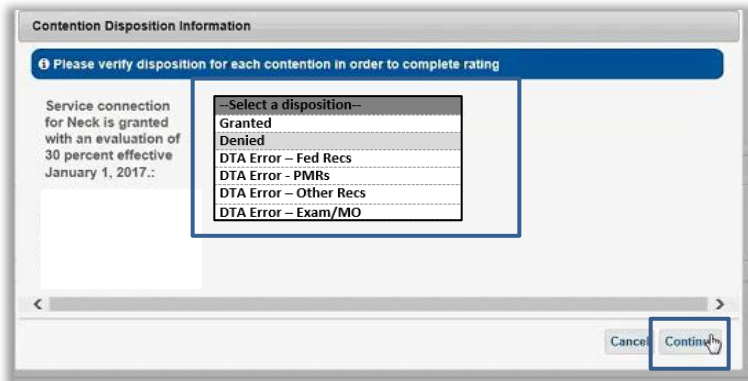 Contention Disposition Information
Please verify disposition for each contention in order to complete rating
Service connection
for Neck is granted
with an evaluation of
30 percent effective
January 1, 2017.:
--Select a disposition--
Granted
Denied
DTA Error – Fed Recs
DTA Error - PMRs
DTA Error – Other Recs
DTA Error – Exam/MO
Cancel Continue